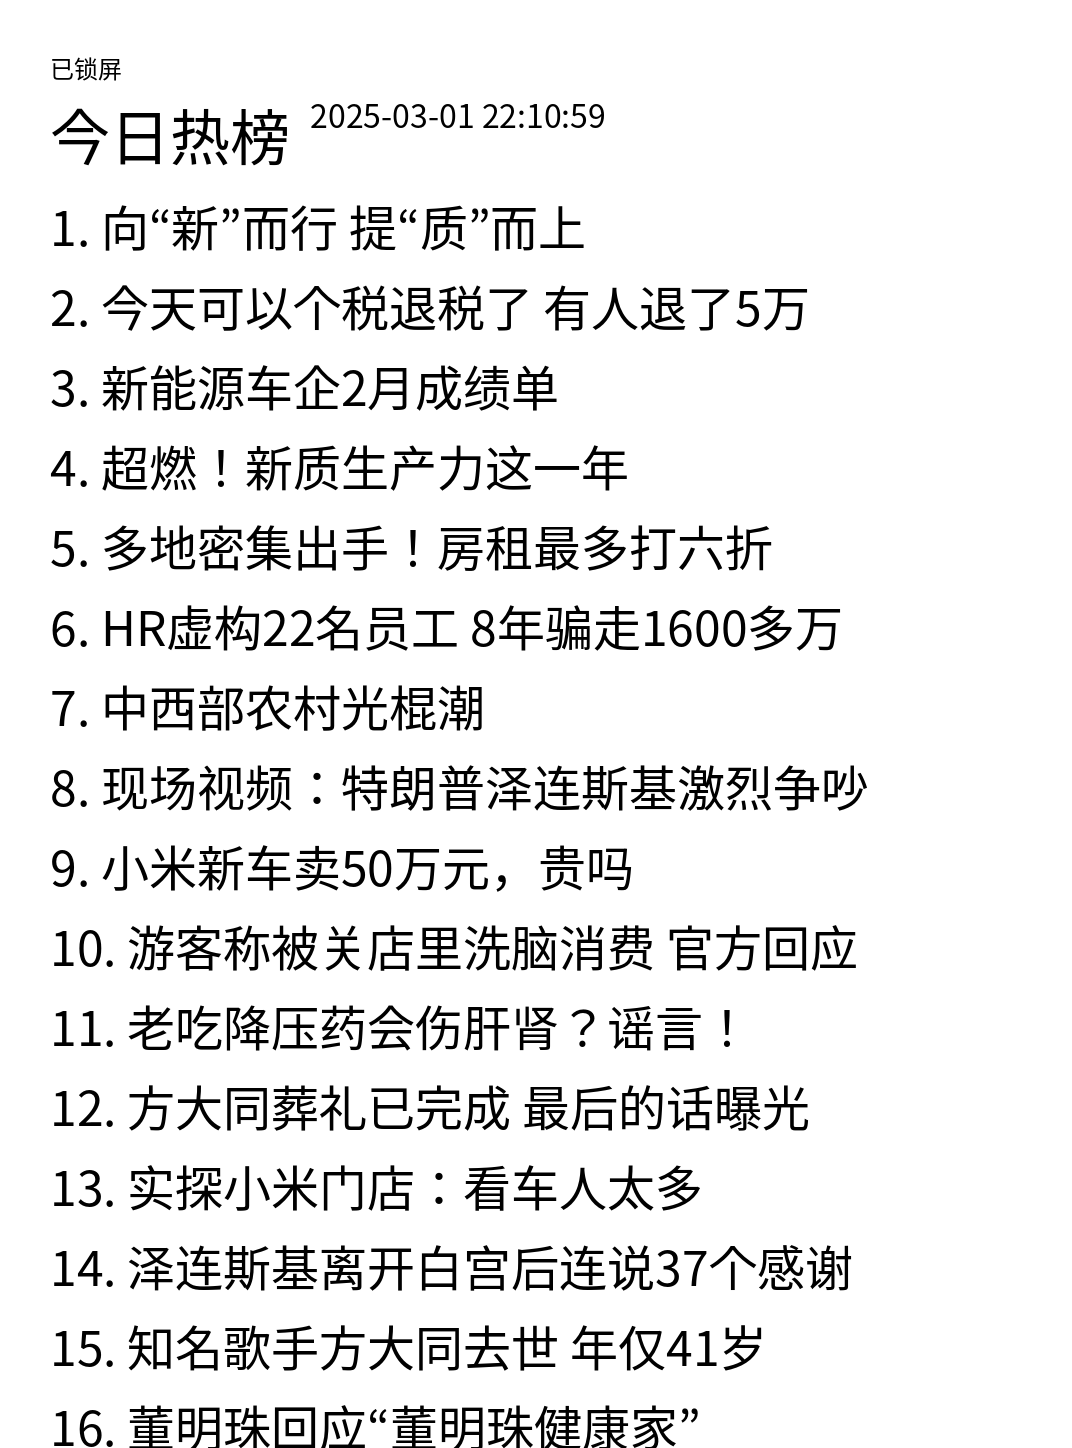 已锁屏
今日热榜 2025-03-01 22:10:59
1. 向“新”而行 提“质”而上
2. 今天可以个税退税了 有人退了5万
3. 新能源车企2月成绩单
4. 超燃！新质生产力这一年
5. 多地密集出手！房租最多打六折
6. HR虚构22名员工 8年骗走1600多万
7. 中西部农村光棍潮
8. 现场视频：特朗普泽连斯基激烈争吵
9. 小米新车卖50万元，贵吗
10. 游客称被关店里洗脑消费 官方回应
11. 老吃降压药会伤肝肾？谣言！
12. 方大同葬礼已完成 最后的话曝光
13. 实探小米门店：看车人太多
14. 泽连斯基离开白宫后连说37个感谢
15. 知名歌手方大同去世 年仅41岁
16. 董明珠回应“董明珠健康家”